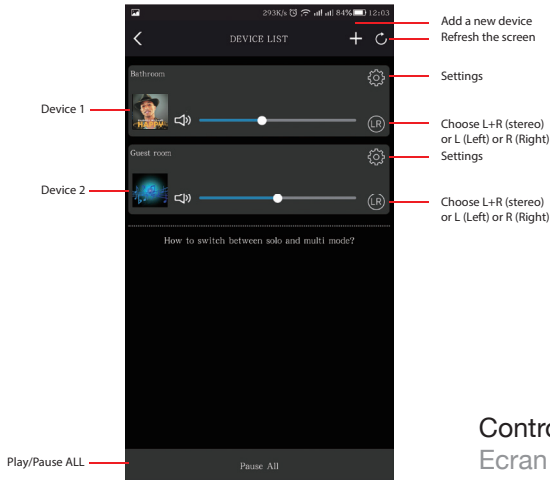 293K/s 84% 12:03
Add a new device
DEVICE LIST
Refresh the screen
Bathroom
Settings
Device 1
HAPPY
Choose L+R (stereo)
or L (Left) or R (Right)
LR
Guest room
Settings
Device 2
Choose L+R (stereo)
or L (Left) or R (Right)
LR
How to switch between solo and multi mode?
Contro
Ecran
Play/Pause ALL
Pause All